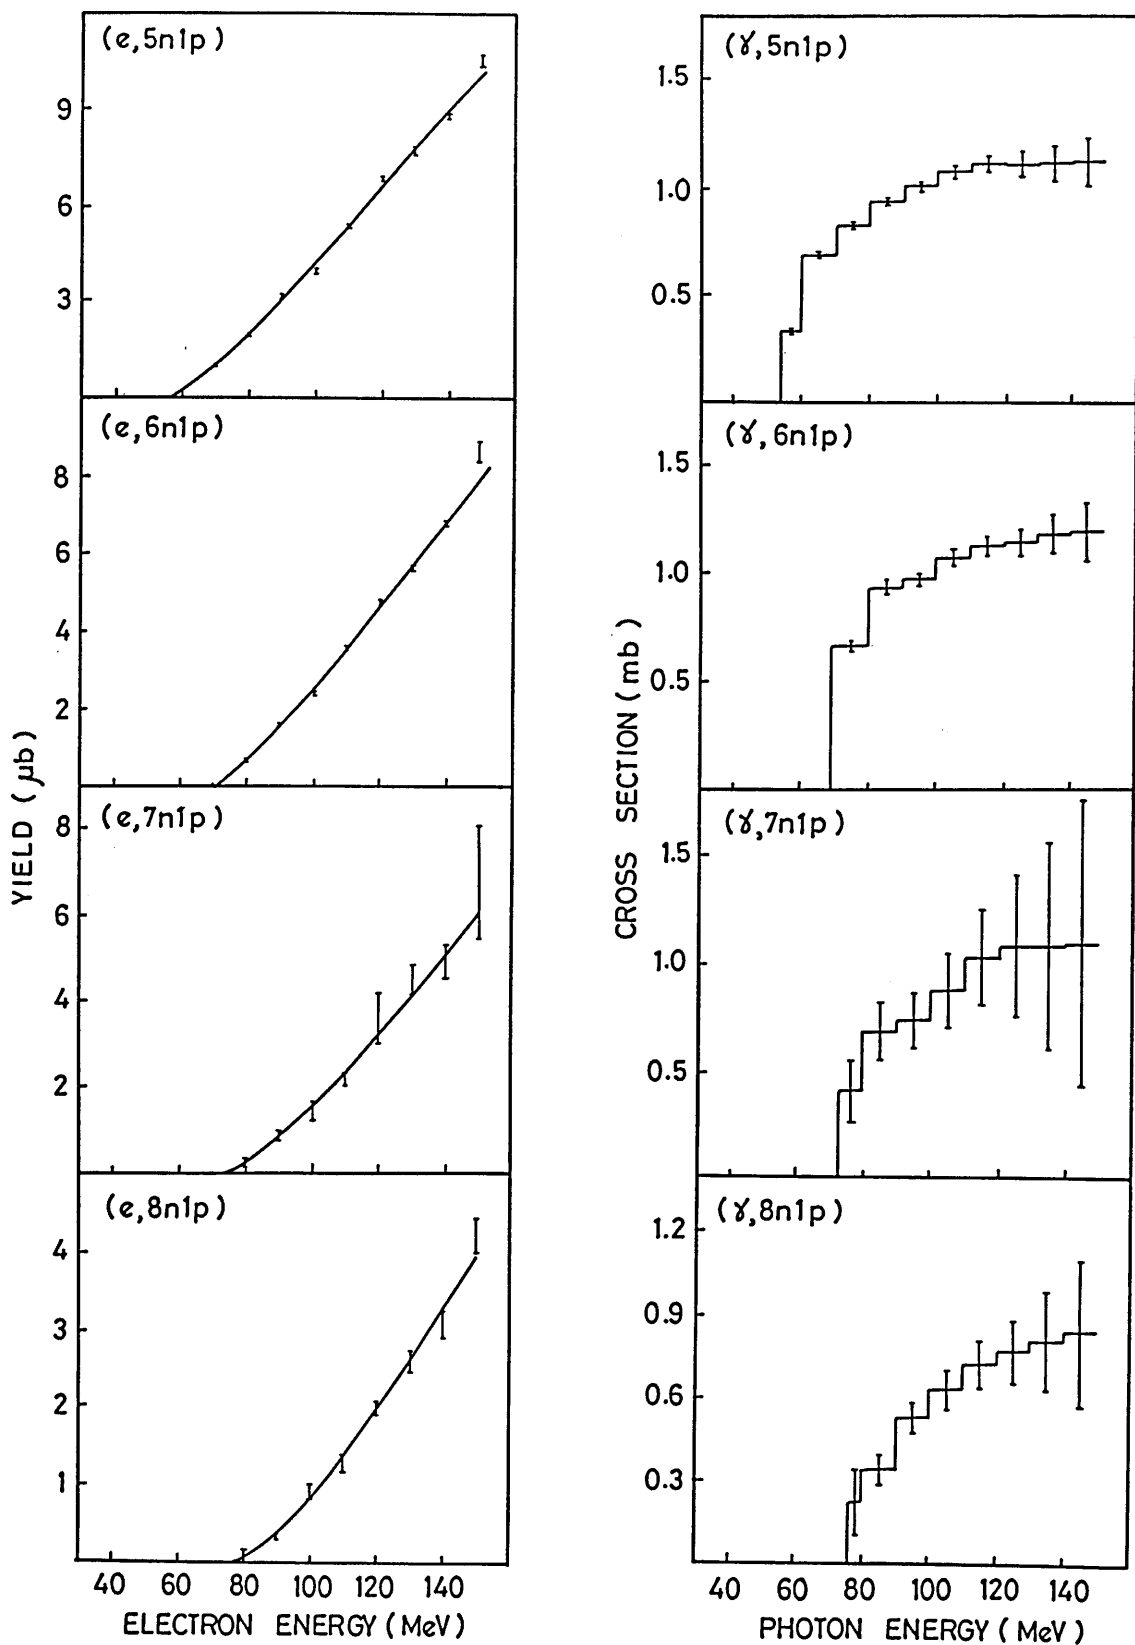 (e,5n1p)
9
6
3
(e,6n1p)
8
6
4
2
(e,7n1p)
8
6
4
2
(e,8n1p)
4
3
2
1
40 60 80 100 120 140
ELECTRON ENERGY (MeV)
YIELD (μb)
(γ,5n1p)
1.5
1.0
0.5
(γ,6n1p)
1.5
1.0
0.5
(γ,7n1p)
1.5
1.0
0.5
(γ,8n1p)
1.2
0.9
0.6
0.3
40 60 80 100 120 140
PHOTON ENERGY (MeV)
CROSS SECTION (mb)